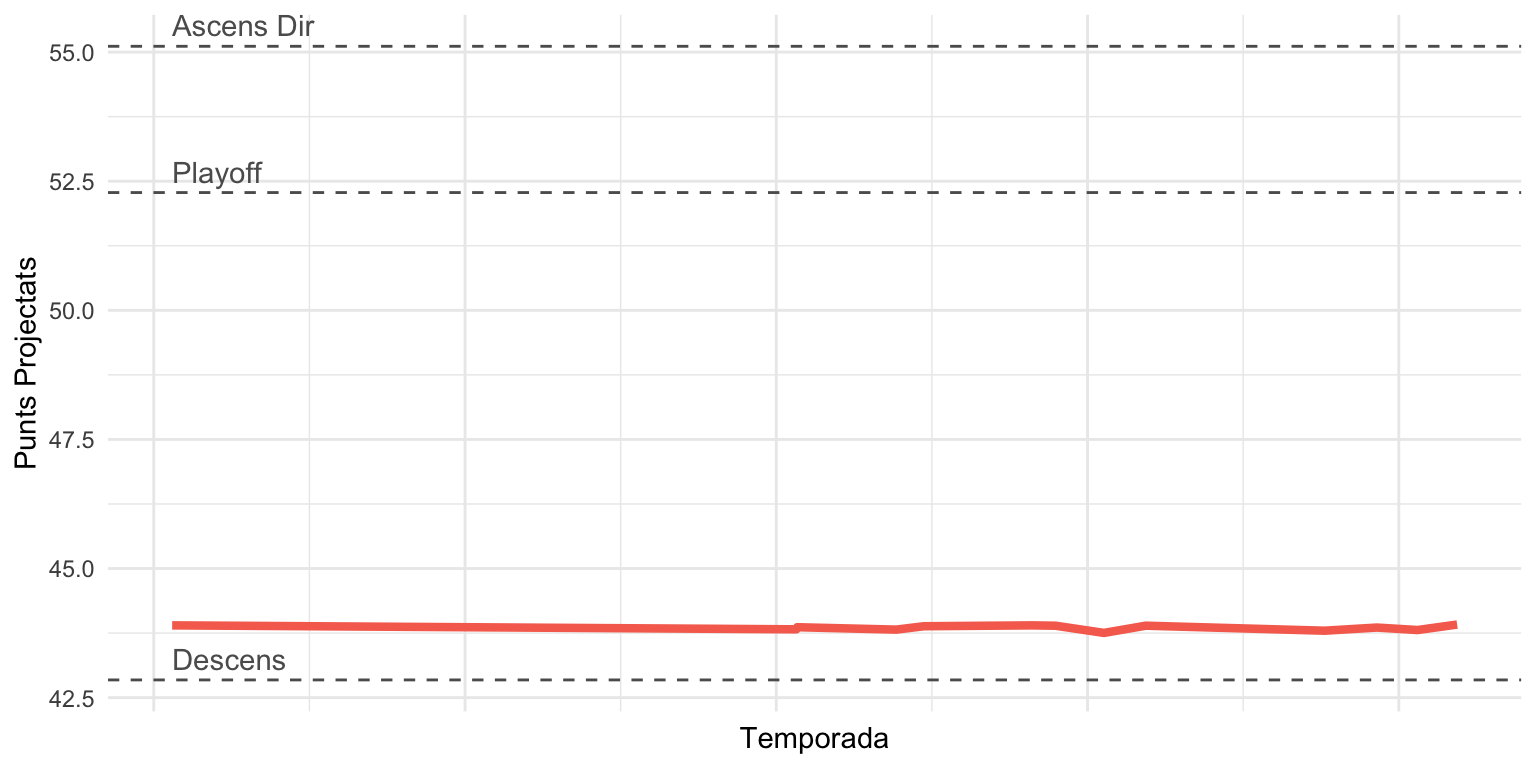 Ascens Dir
55.0
Playoff
52.5
50.0
Punts Projectats
47.5
45.0
Descens
42.5
Temporada